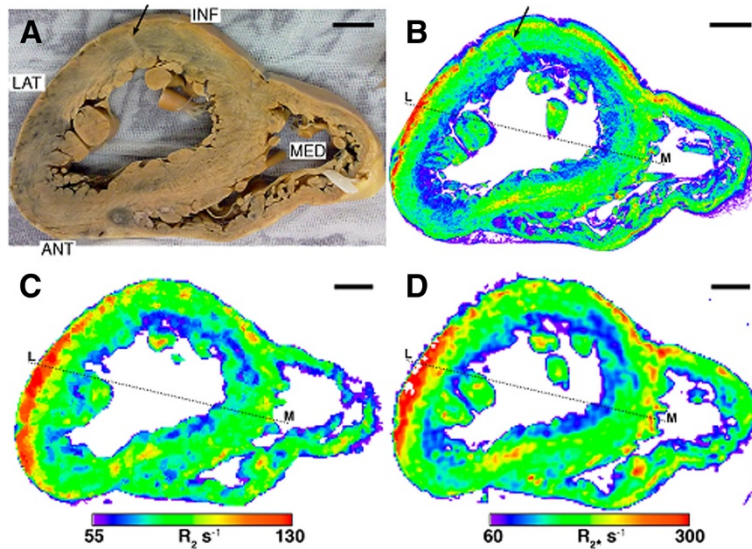 A
INF
LAT
MED
ANT
B
L
M
C
L
M
D
L
M
55
R₂ s⁻¹
130
60
R₂* s⁻¹
300